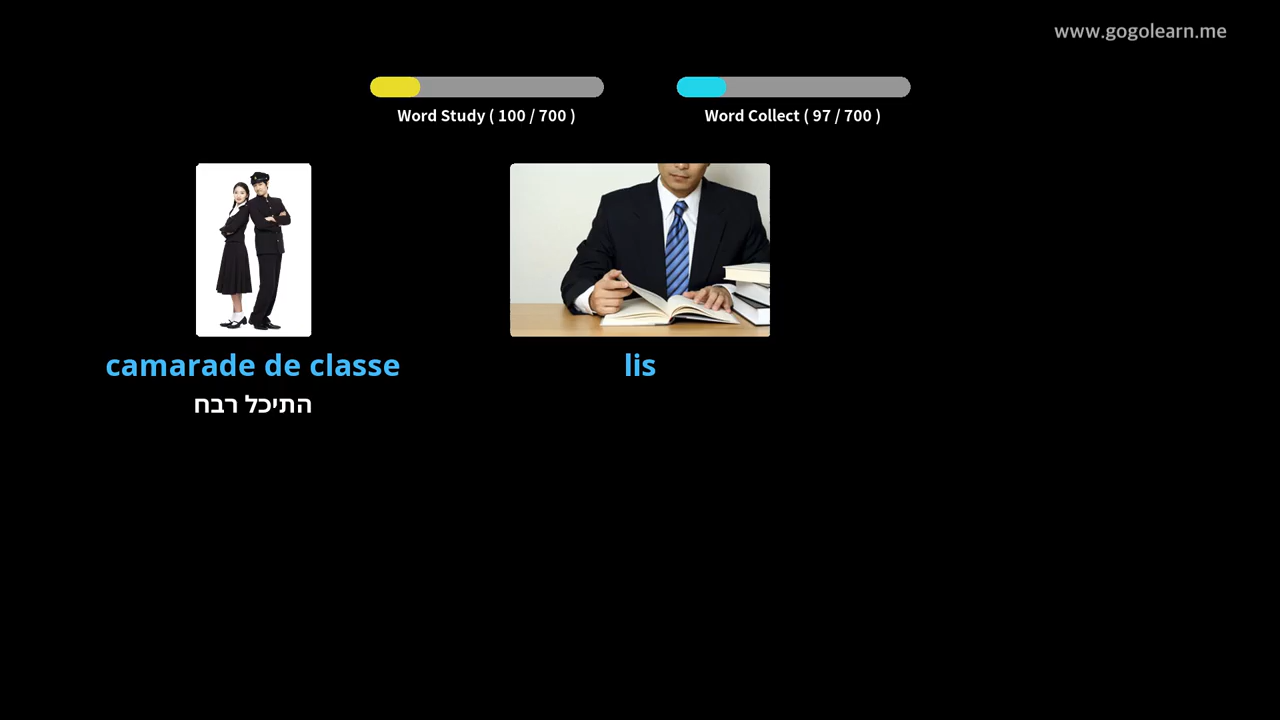 www.gogolearn.me
Word Study ( 100 / 700 )
Word Collect ( 97 / 700 )
camarade de classe
התיכל רבח
lis